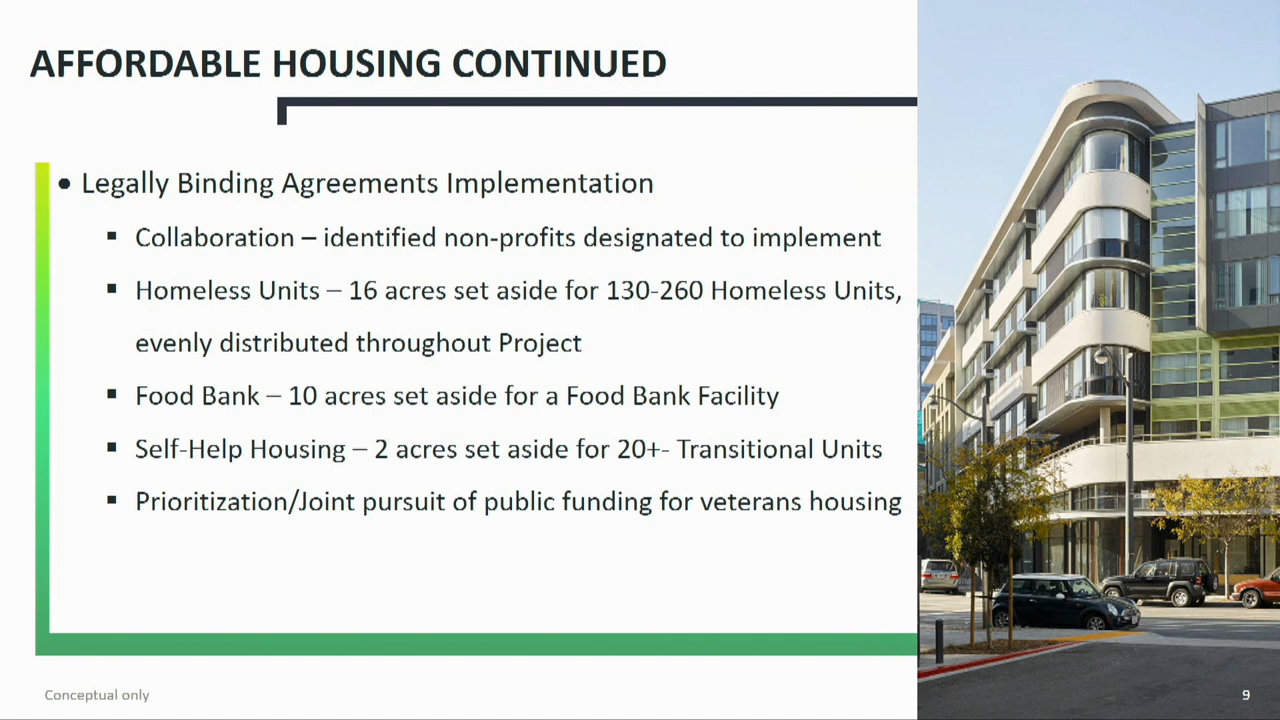 AFFORDABLE HOUSING CONTINUED
• Legally Binding Agreements Implementation
▪ Collaboration – identified non-profits designated to implement
▪ Homeless Units – 16 acres set aside for 130-260 Homeless Units,
evenly distributed throughout Project
▪ Food Bank – 10 acres set aside for a Food Bank Facility
▪ Self-Help Housing – 2 acres set aside for 20+- Transitional Units
▪ Prioritization/Joint pursuit of public funding for veterans housing
Conceptual only
9